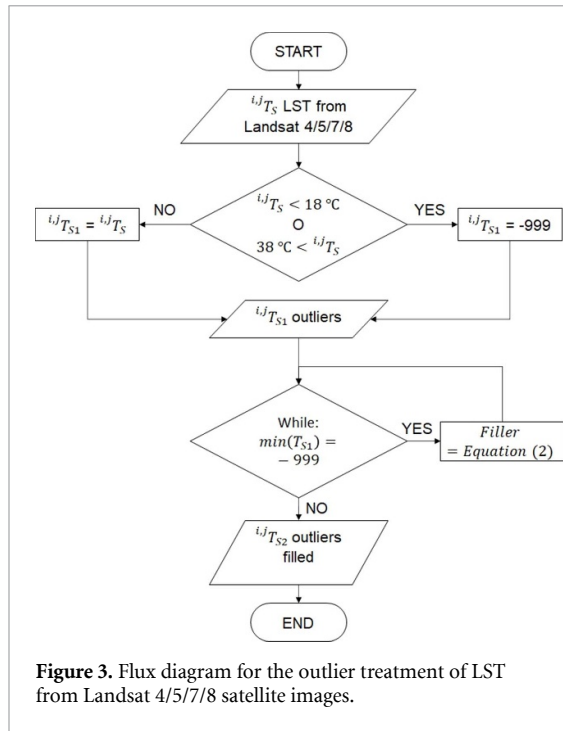 START
i,jTS LST from
Landsat 4/5/7/8
i,jTS < 18 °C
O
38 °C < i,jTS
NO
YES
i,jTS1 = i,jTS
i,jTS1 = -999
i,jTS1 outliers
While:
min(TS1) =
− 999
YES
Filler
= Equation (2)
NO
i,jTS2 outliers
filled
END
Figure 3. Flux diagram for the outlier treatment of LST
from Landsat 4/5/7/8 satellite images.